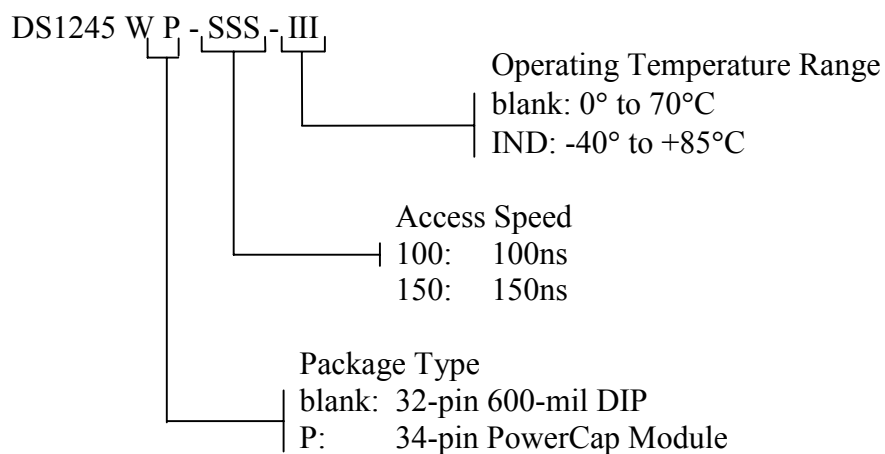 DS1245 W P - SSS - III
Operating Temperature Range
blank: 0° to 70°C
IND: -40° to +85°C
Access Speed
100: 100ns
150: 150ns
Package Type
blank: 32-pin 600-mil DIP
P: 34-pin PowerCap Module